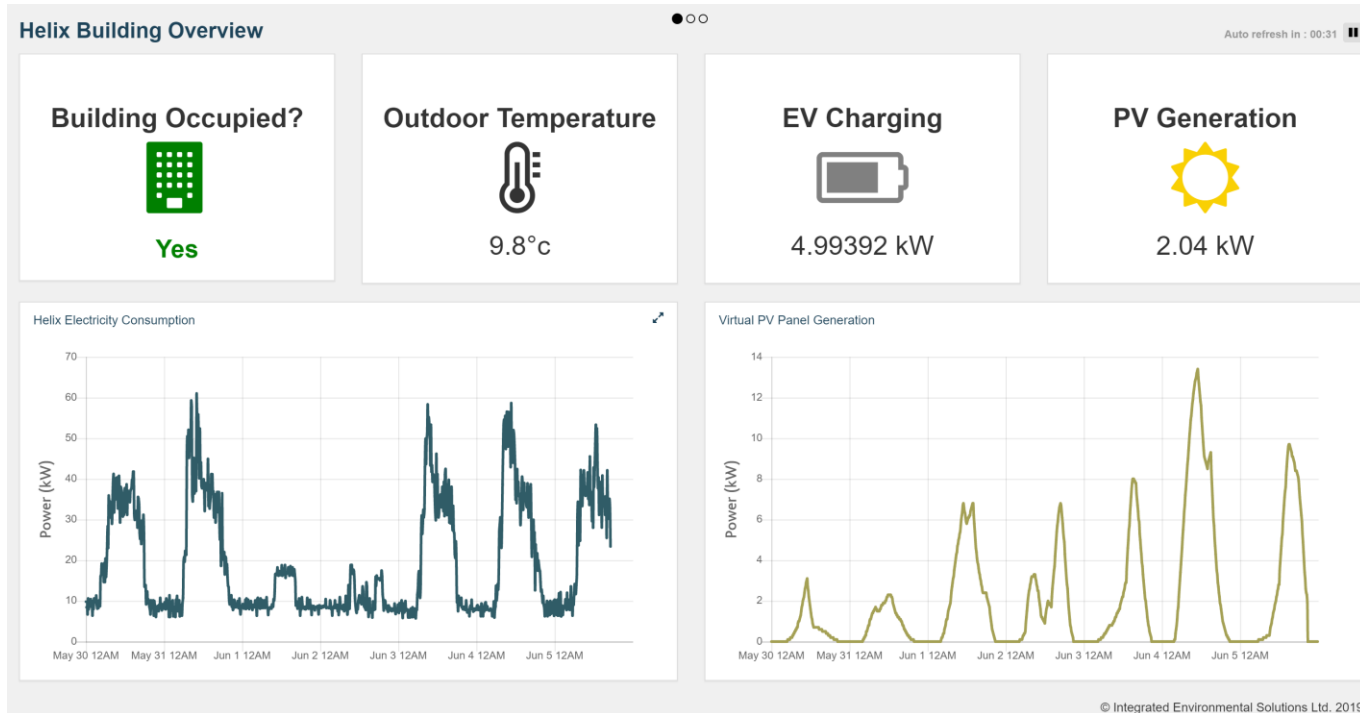 Helix Building Overview
Auto refresh in : 00:31
Building Occupied?
Yes
Outdoor Temperature
9.8°c
EV Charging
4.99392 kW
PV Generation
2.04 kW
Helix Electricity Consumption
Power (kW)
70
60
50
40
30
20
10
0
May 30 12AM May 31 12AM Jun 1 12AM Jun 2 12AM Jun 3 12AM Jun 4 12AM Jun 5 12AM
Virtual PV Panel Generation
Power (kW)
14
12
10
8
6
4
2
0
May 30 12AM May 31 12AM Jun 1 12AM Jun 2 12AM Jun 3 12AM Jun 4 12AM Jun 5 12AM
© Integrated Environmental Solutions Ltd. 2019